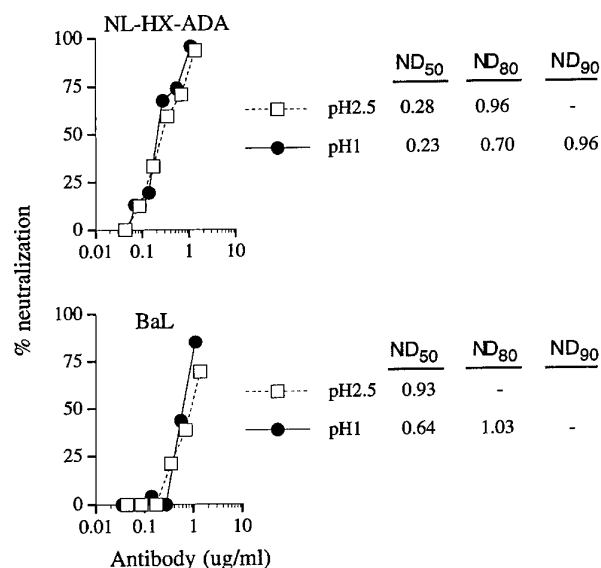 NL-HX-ADA
100
75
50
25
0
0.01 0.1 1 10
ND50 ND80 ND90
pH2.5 0.28 0.96 -
pH1 0.23 0.70 0.96
% neutralization
BaL
100
75
50
25
0
0.01 0.1 1 10
Antibody (ug/ml)
ND50 ND80 ND90
pH2.5 0.93 -
pH1 0.64 1.03 -